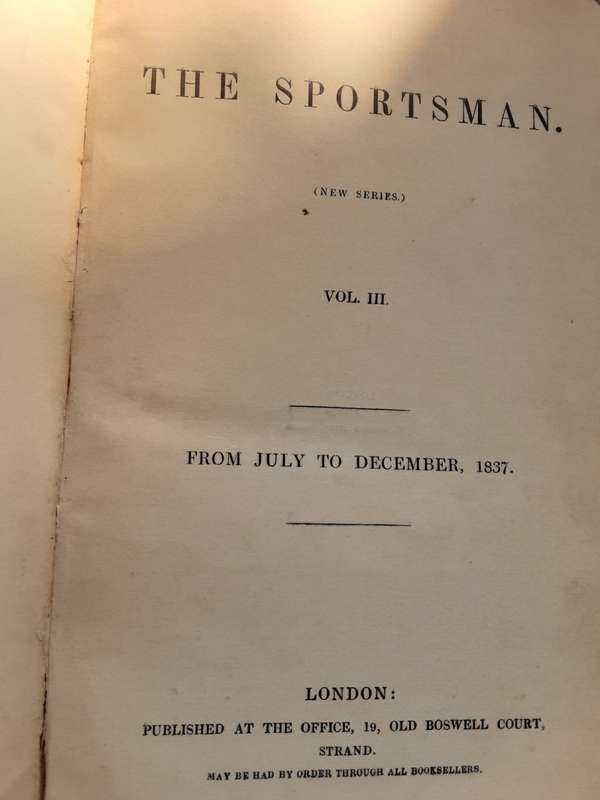 THE SPORTSMAN.
(NEW SERIES.)
VOL. III.
FROM JULY TO DECEMBER, 1837.
LONDON:
PUBLISHED AT THE OFFICE, 19, OLD BOSWELL COURT,
STRAND.
MAY BE HAD BY ORDER THROUGH ALL BOOKSELLERS.